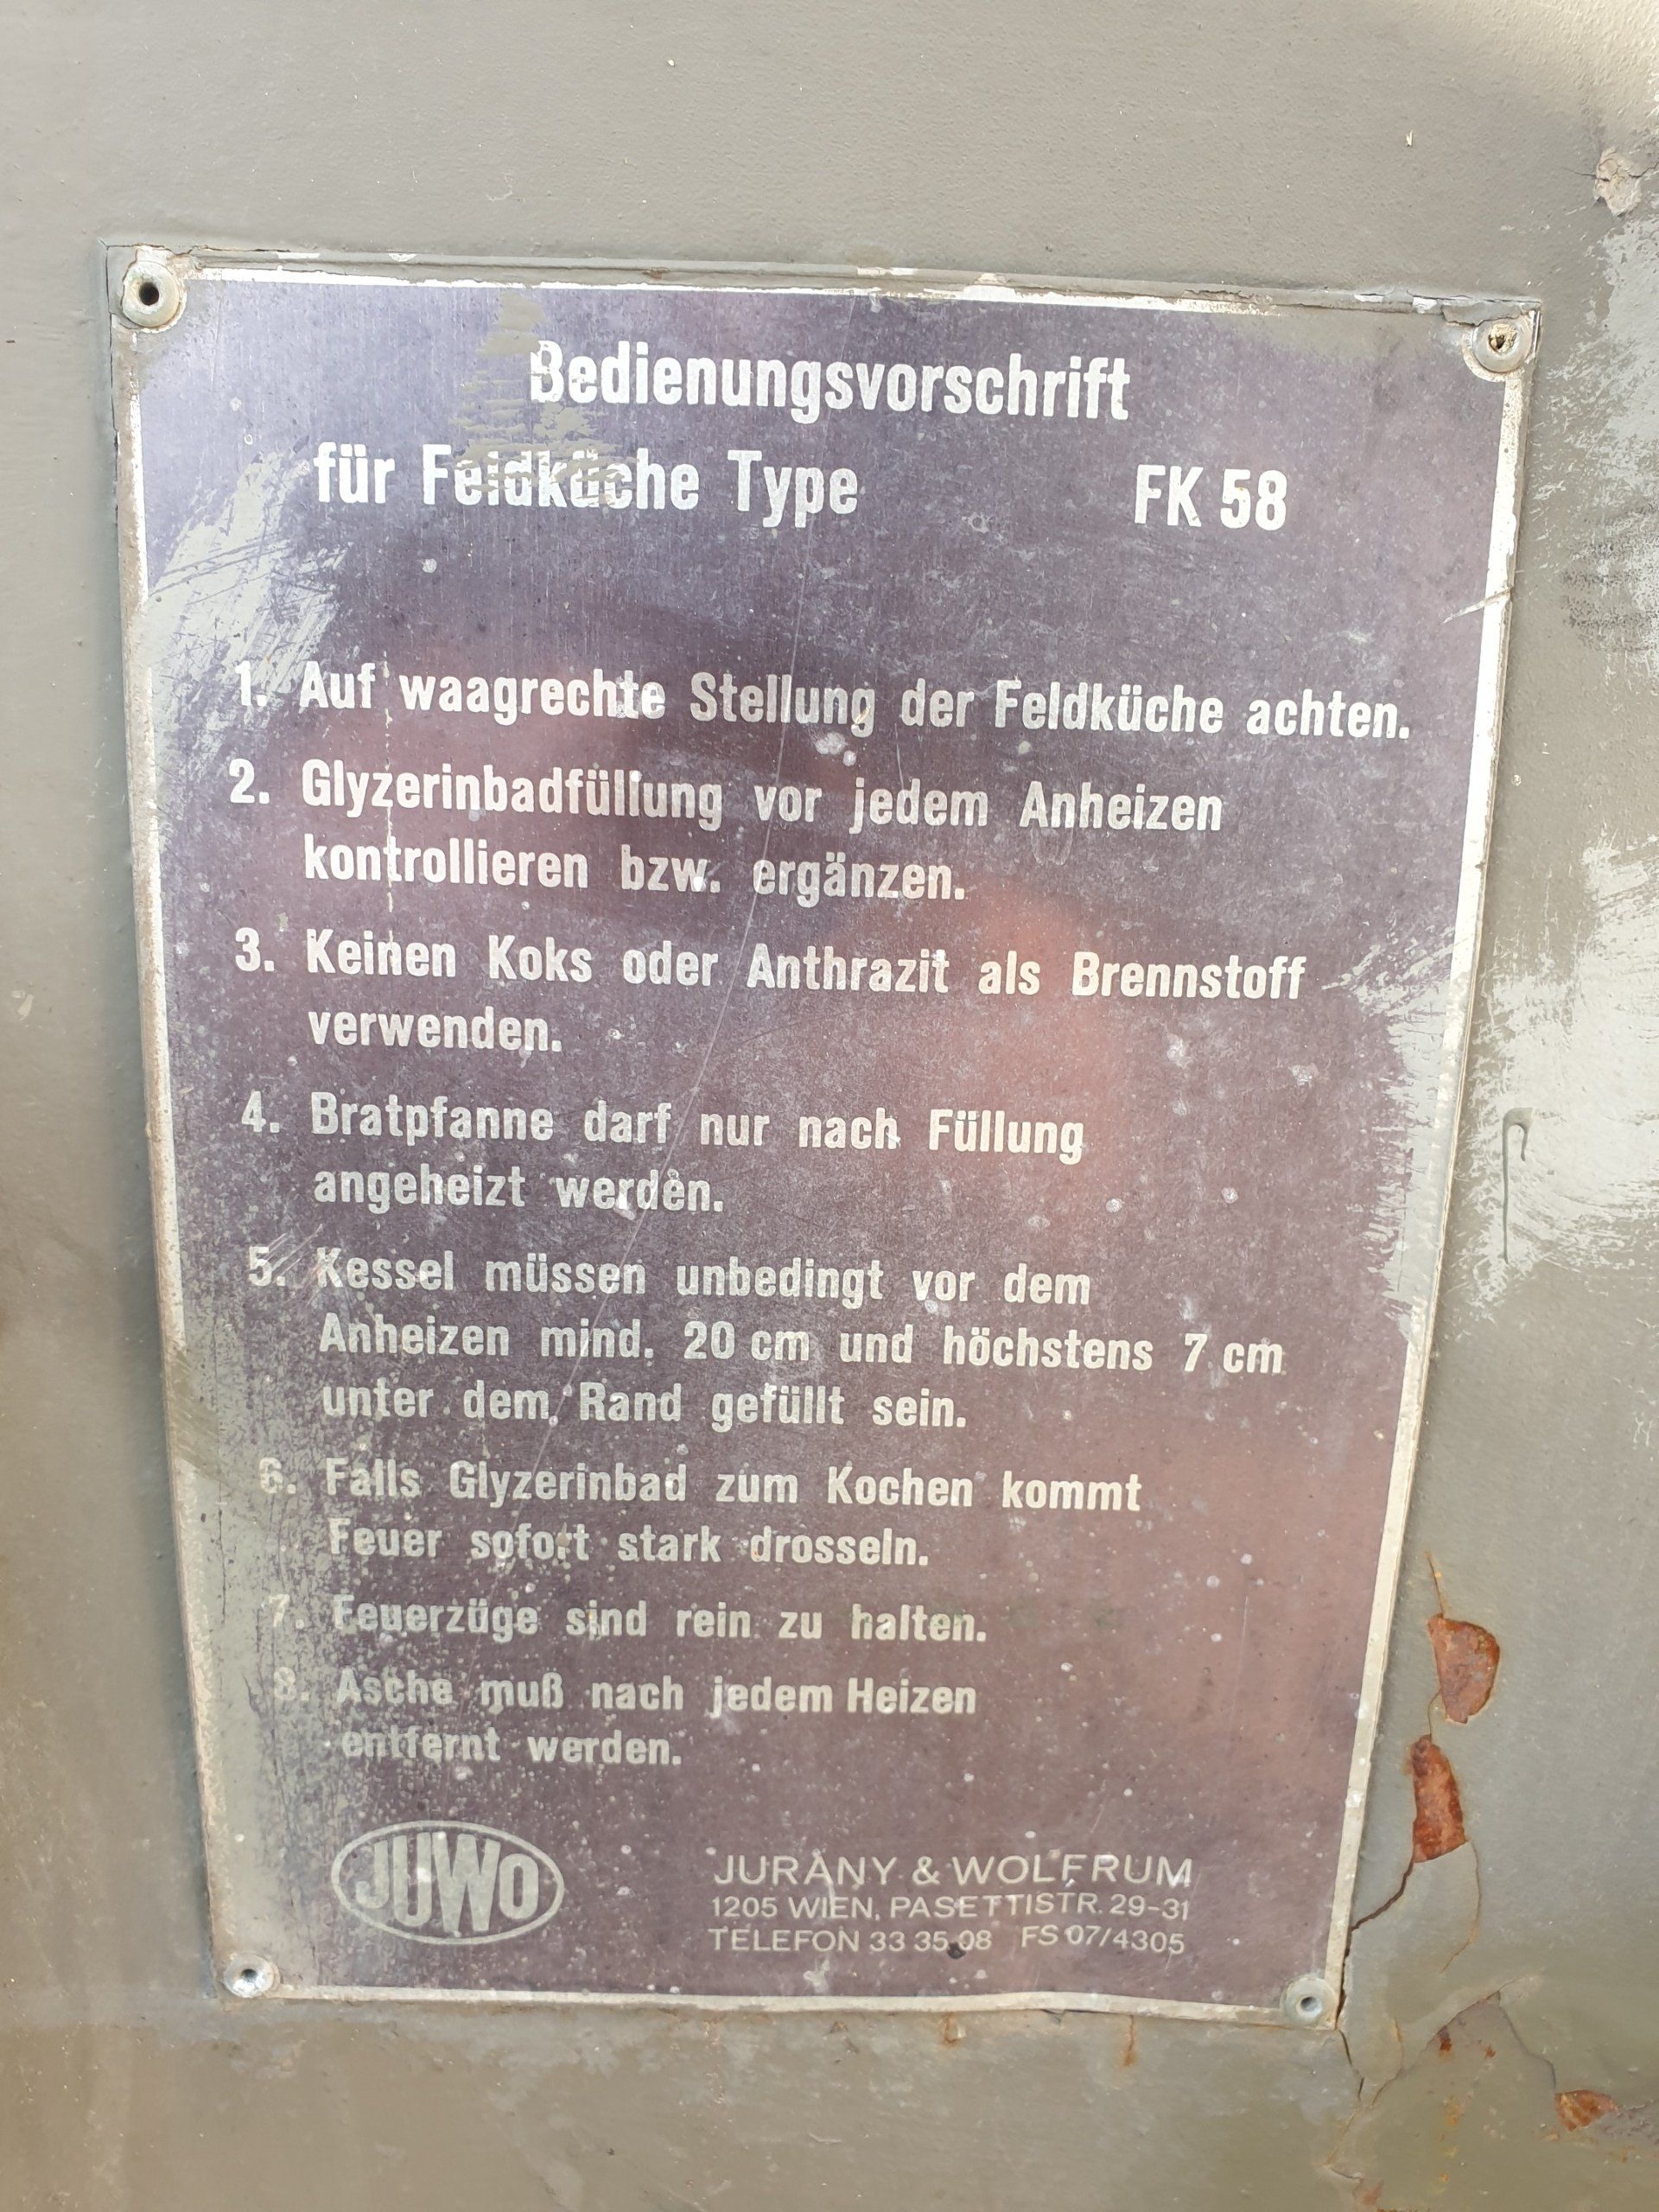 Bedienungsvorschrift
für Feldküche Type FK 58
1. Auf waagrechte Stellung der Feldküche achten.
2. Glyzerinbadfüllung vor jedem Anheizen
kontrollieren bzw. ergänzen.
3. Keinen Koks oder Anthrazit als Brennstoff
verwenden.
4. Bratpfanne darf nur nach Füllung
angeheizt werden.
5. Kessel müssen unbedingt vor dem
Anheizen mind. 20 cm und höchstens 7 cm
unter dem Rand gefüllt sein.
6. Falls Glyzerinbad zum Kochen kommt
Feuer sofort stark drosseln.
7. Feuerzüge sind rein zu halten.
8. Asche muß nach jedem Heizen
entfernt werden.
JUWO
JURANY & WOLFRUM
1205 WIEN, PASETTISTR. 29-31
TELEFON 33 35 08 FS 07/4305